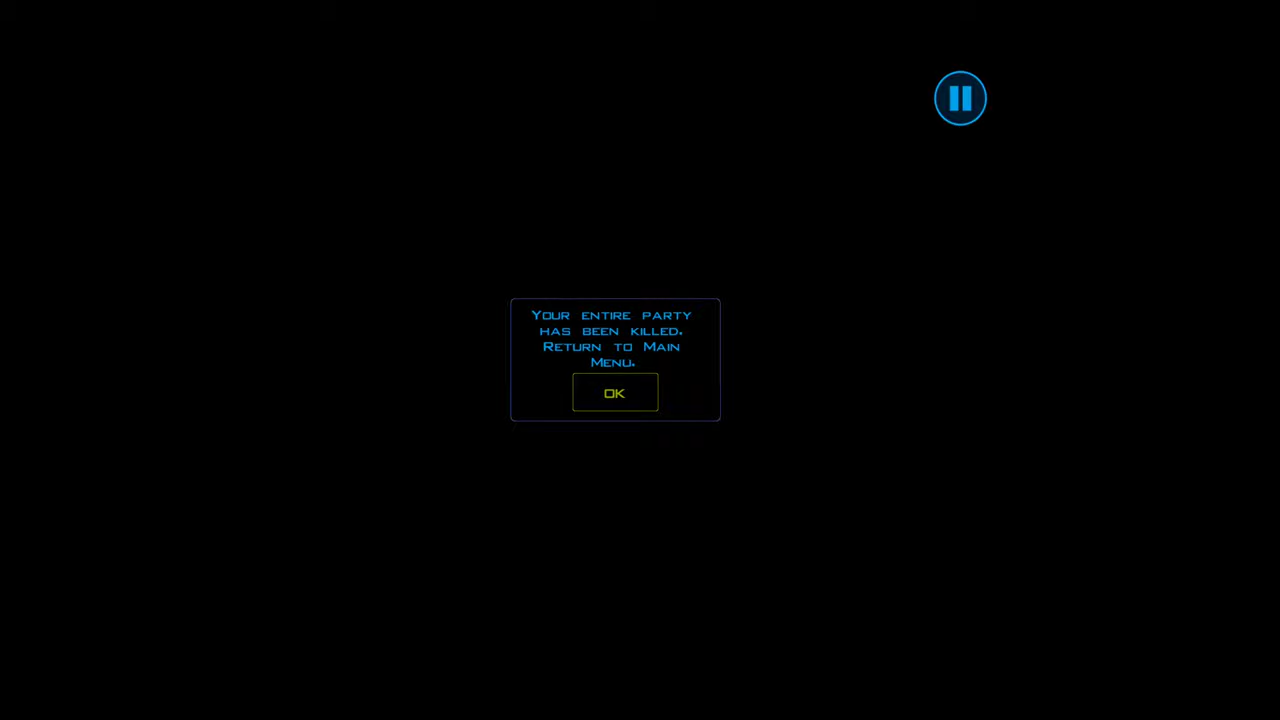 Your entire party
has been killed.
Return to Main
Menu.
OK